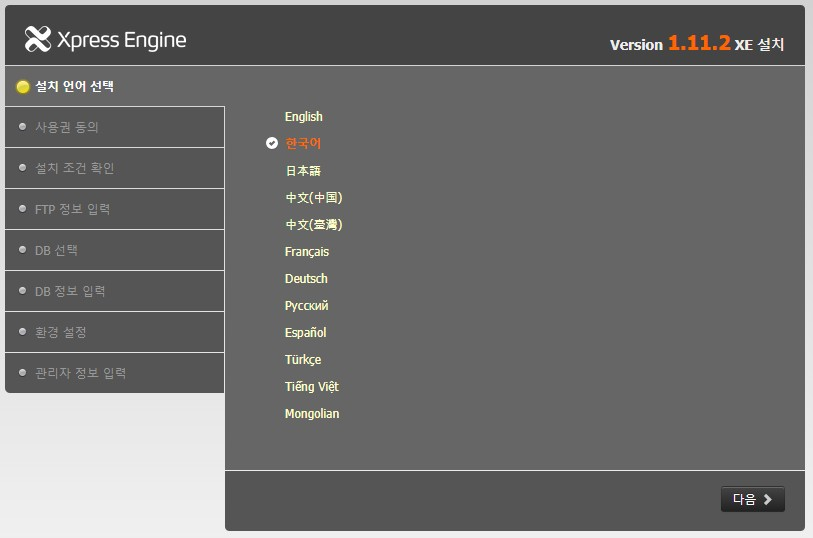 Xpress Engine
Version 1.11.2 XE 설치
설치 언어 선택
사용권 동의
설치 조건 확인
FTP 정보 입력
DB 선택
DB 정보 입력
환경 설정
관리자 정보 입력
English
한국어
日本語
中文(中国)
中文(臺灣)
Français
Deutsch
Русский
Español
Türkçe
Tiếng Việt
Mongolian
다음